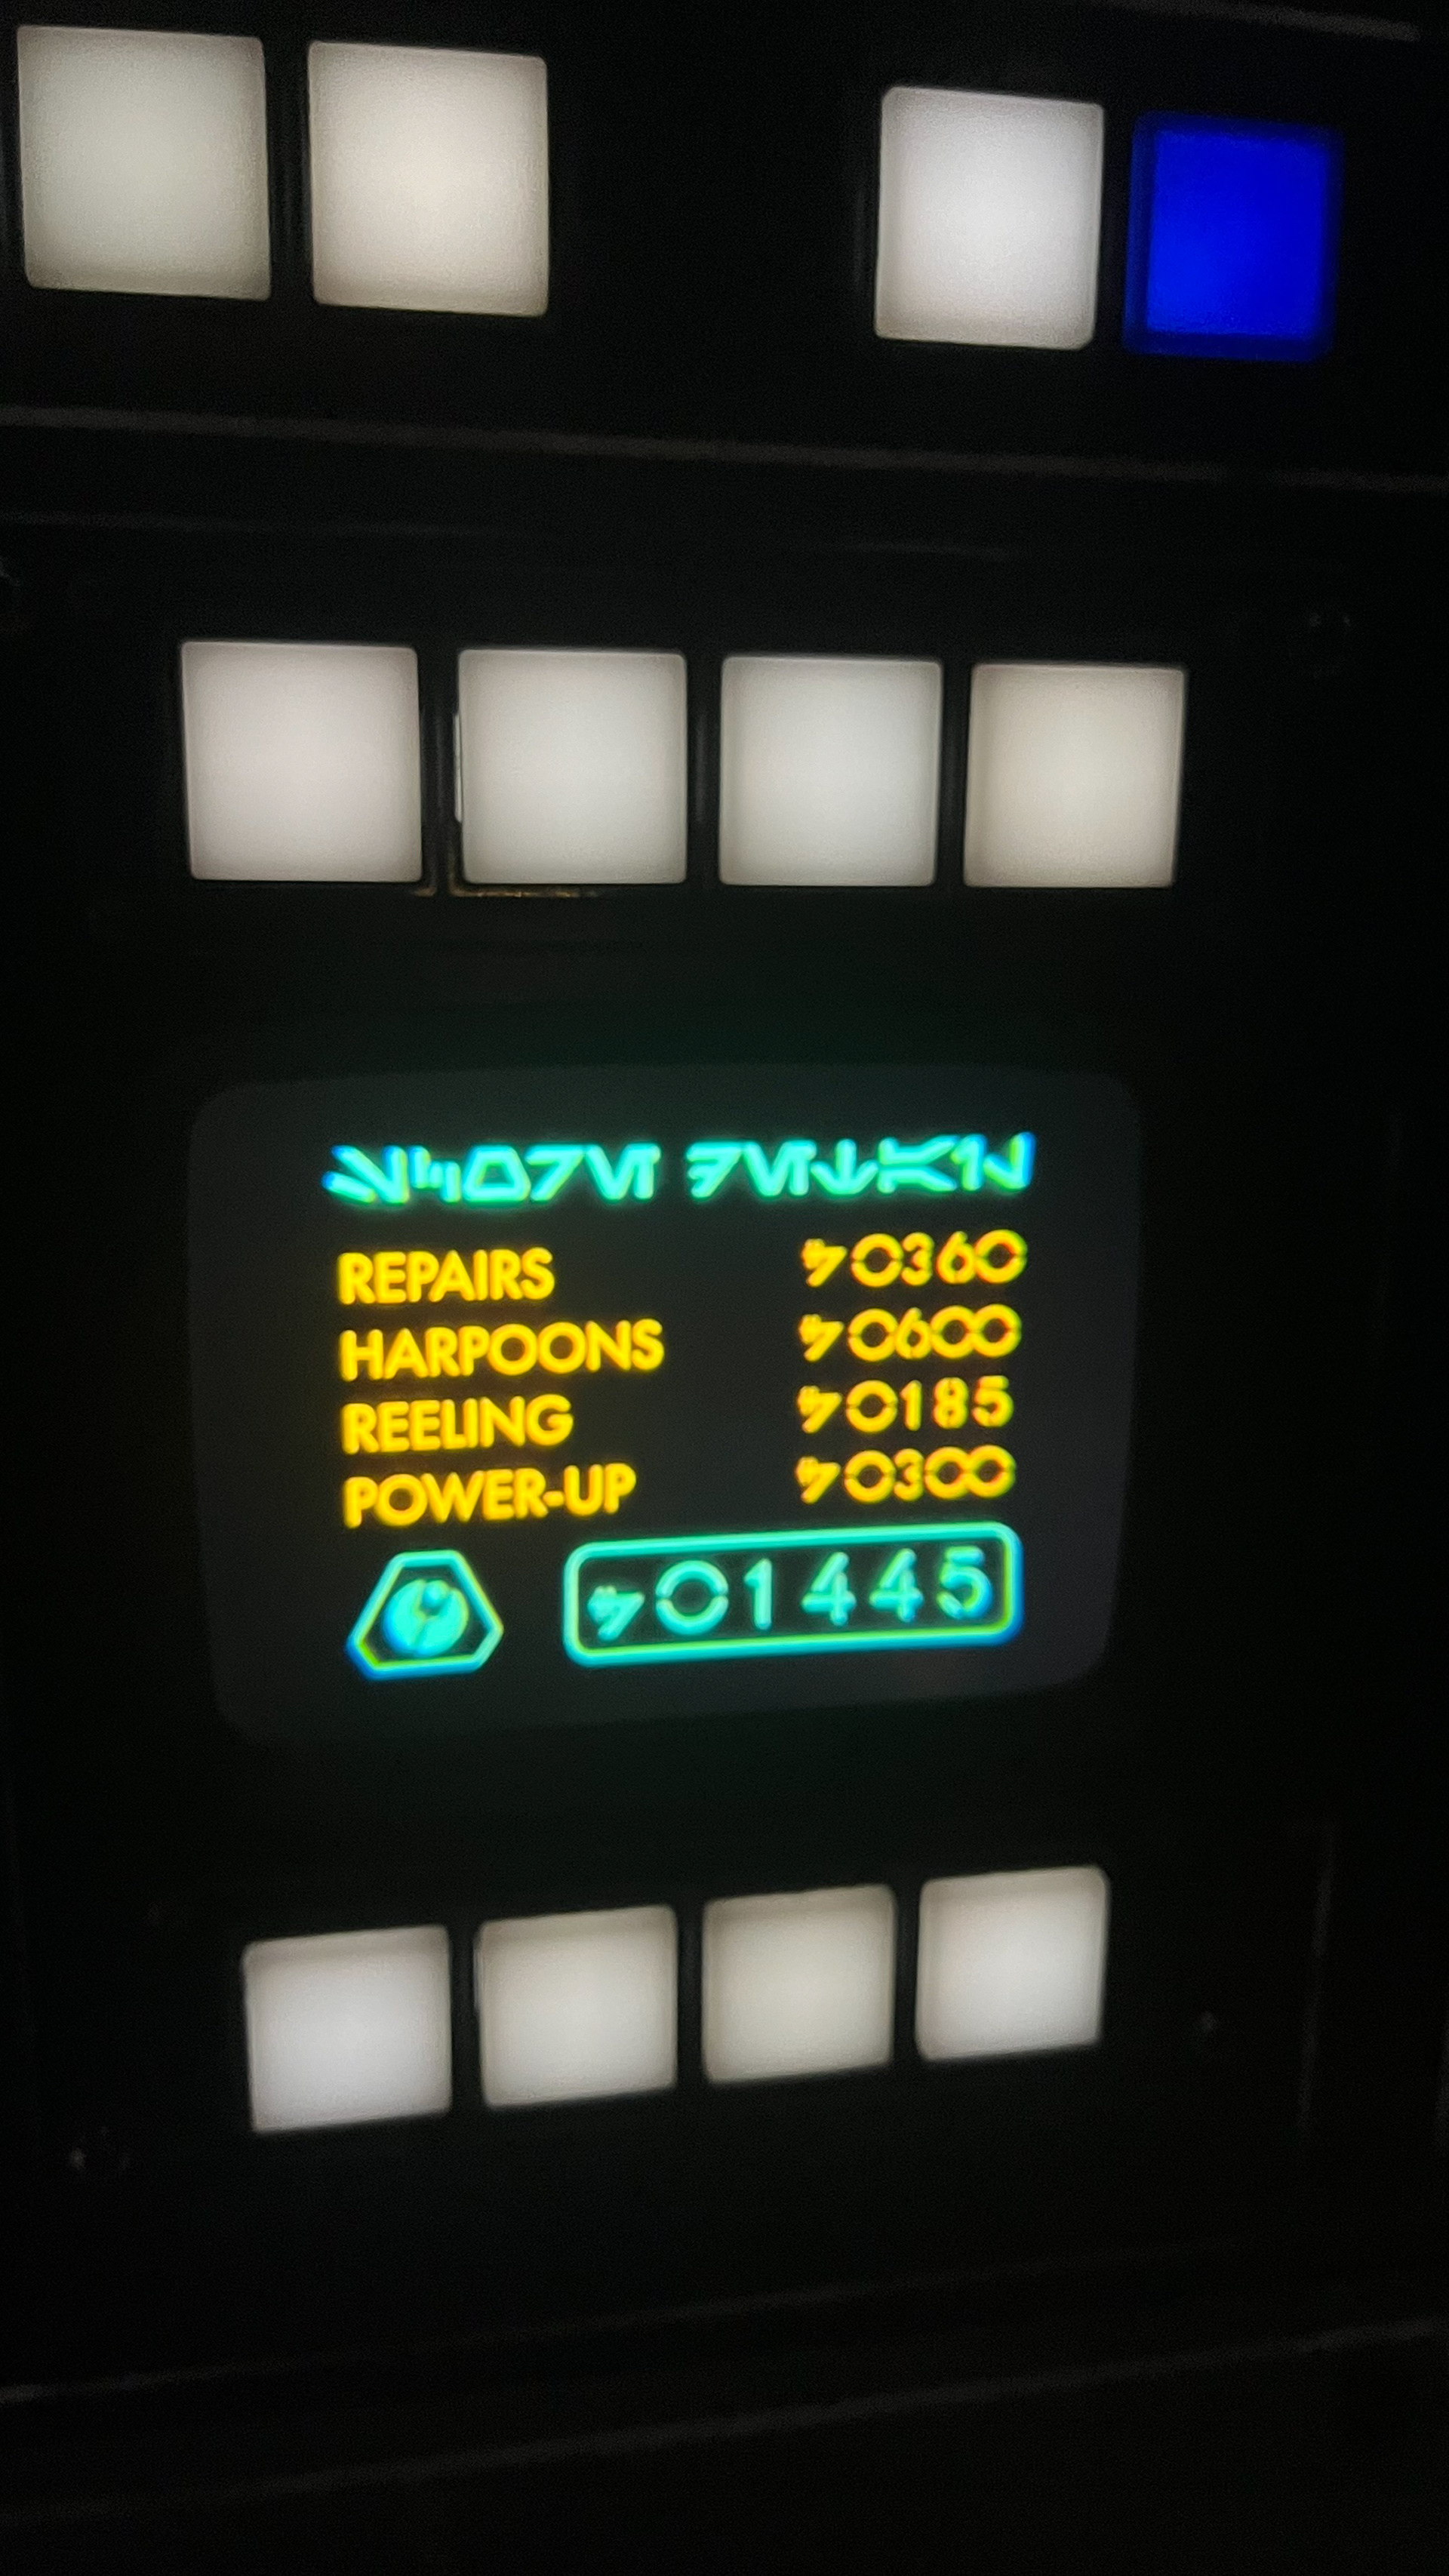 REPAIRS 0360
HARPOONS 0600
REELING 0185
POWER-UP 0300
01445